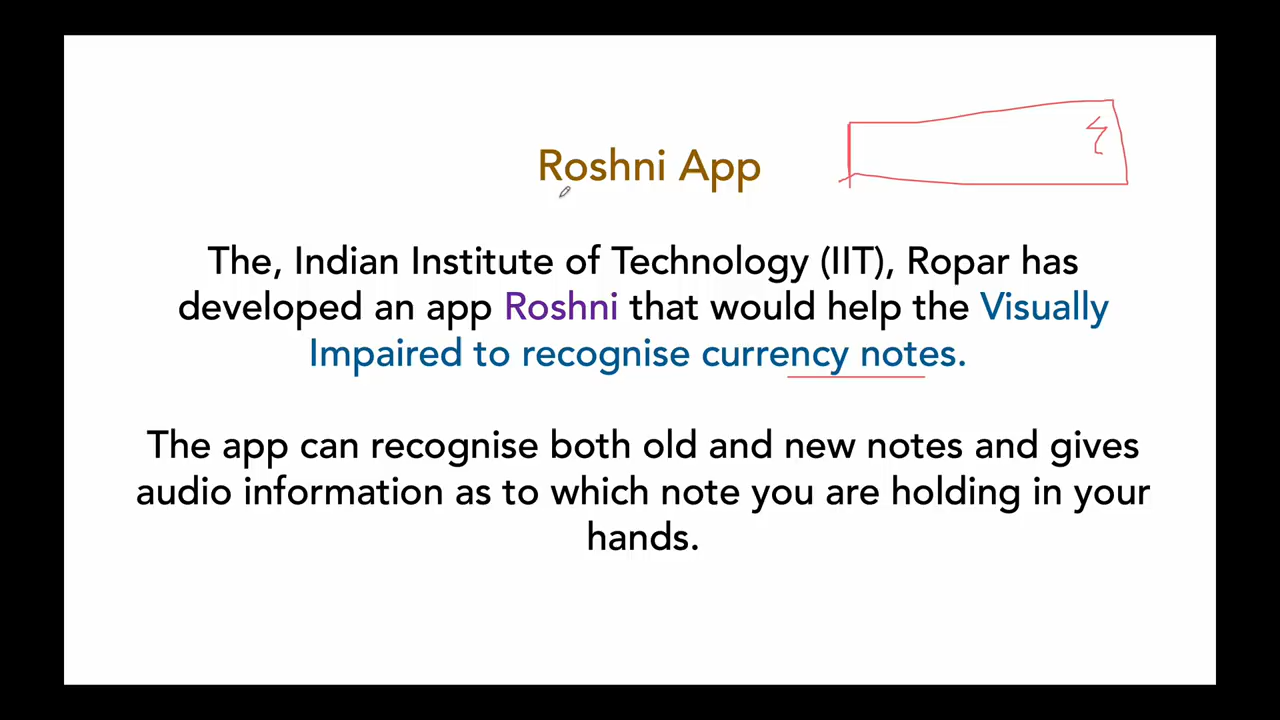 Roshni App
The, Indian Institute of Technology (IIT), Ropar has
developed an app Roshni that would help the Visually
Impaired to recognise currency notes.
The app can recognise both old and new notes and gives
audio information as to which note you are holding in your
hands.